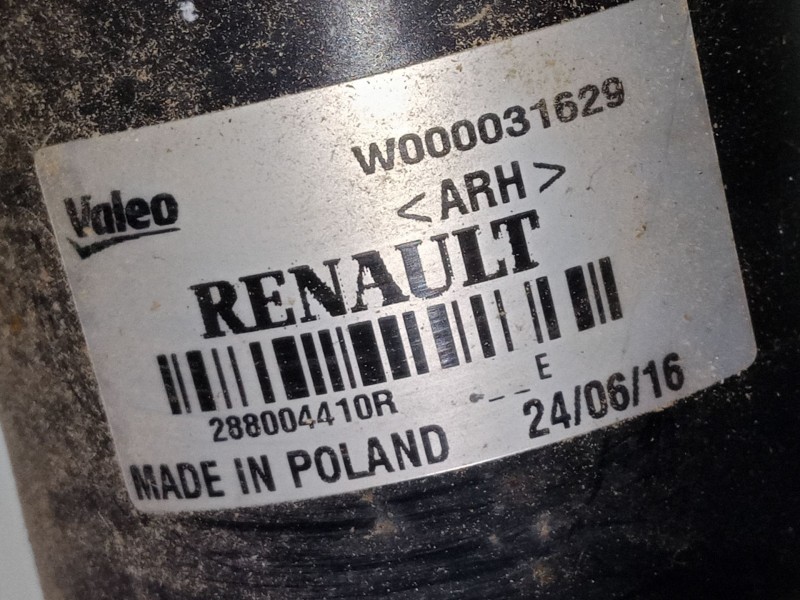 W000031629
Valeo
<ARH>
RENAULT
288004410R
- _ _ E
MADE IN POLAND
24/06/16